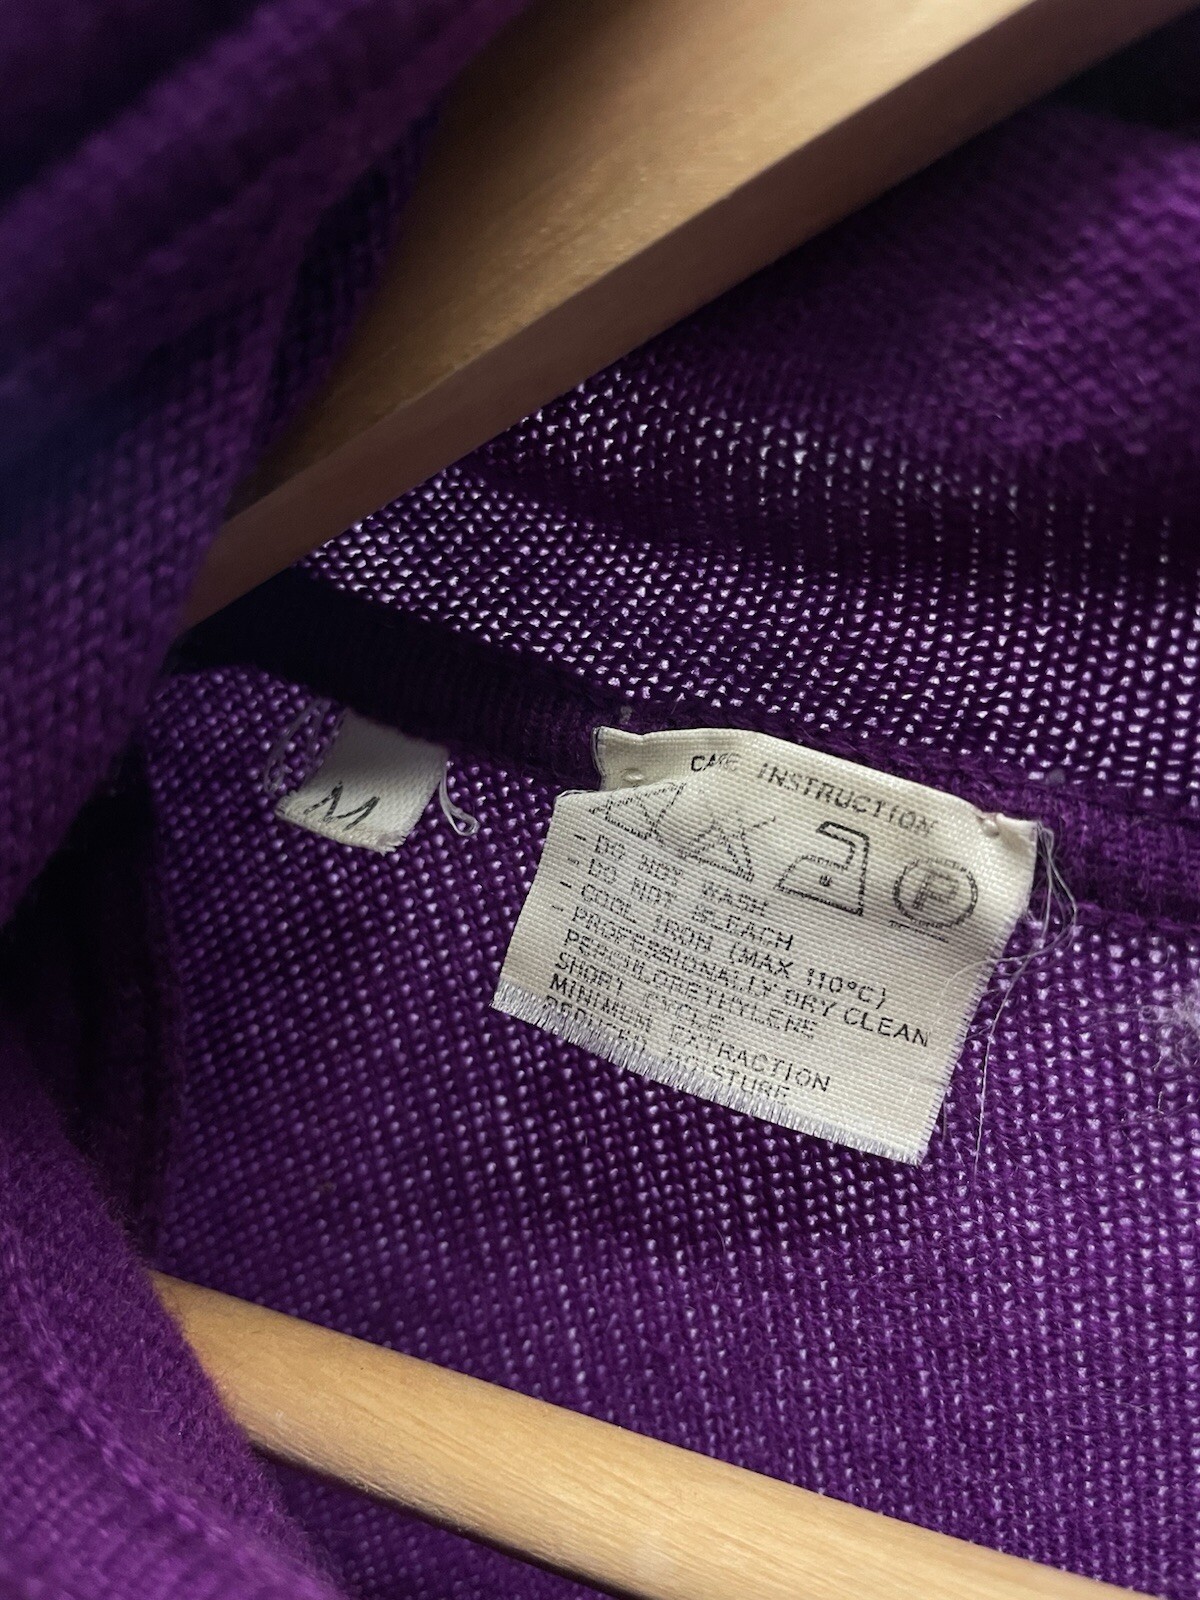 M
CARE INSTRUCTION
P
- DO NOT WASH
- DO NOT BLEACH
- COOL IRON (MAX 110°C)
- PROFESSIONALLY DRY CLEAN
PERCHLORETHYLENE
SHORT CYCLE
MINIMUM EXTRACTION
REDUCED MOISTURE